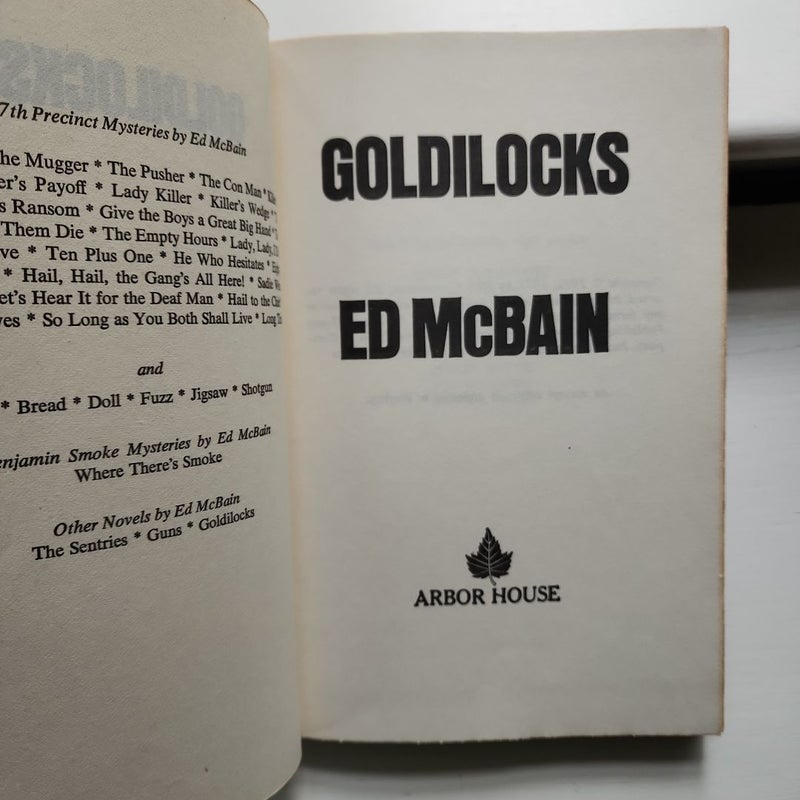 7th Precinct Mysteries by Ed McBain
he Mugger * The Pusher * The Con Man *
er's Payoff * Lady Killer * Killer's Wedge *
s Ransom * Give the Boys a Great Big Hand *
Them Die * The Empty Hours * Lady, Lady,
ve * Ten Plus One * He Who Hesitates *
* Hail, Hail, the Gang's All Here! * Sadie
et's Hear It for the Deaf Man * Hail to the
yes * So Long as You Both Shall Live * Long
and
* Bread * Doll * Fuzz * Jigsaw * Shotgun
enjamin Smoke Mysteries by Ed McBain
Where There's Smoke
Other Novels by Ed McBain
The Sentries * Guns * Goldilocks
GOLDILOCKS
ED McBAIN
ARBOR HOUSE